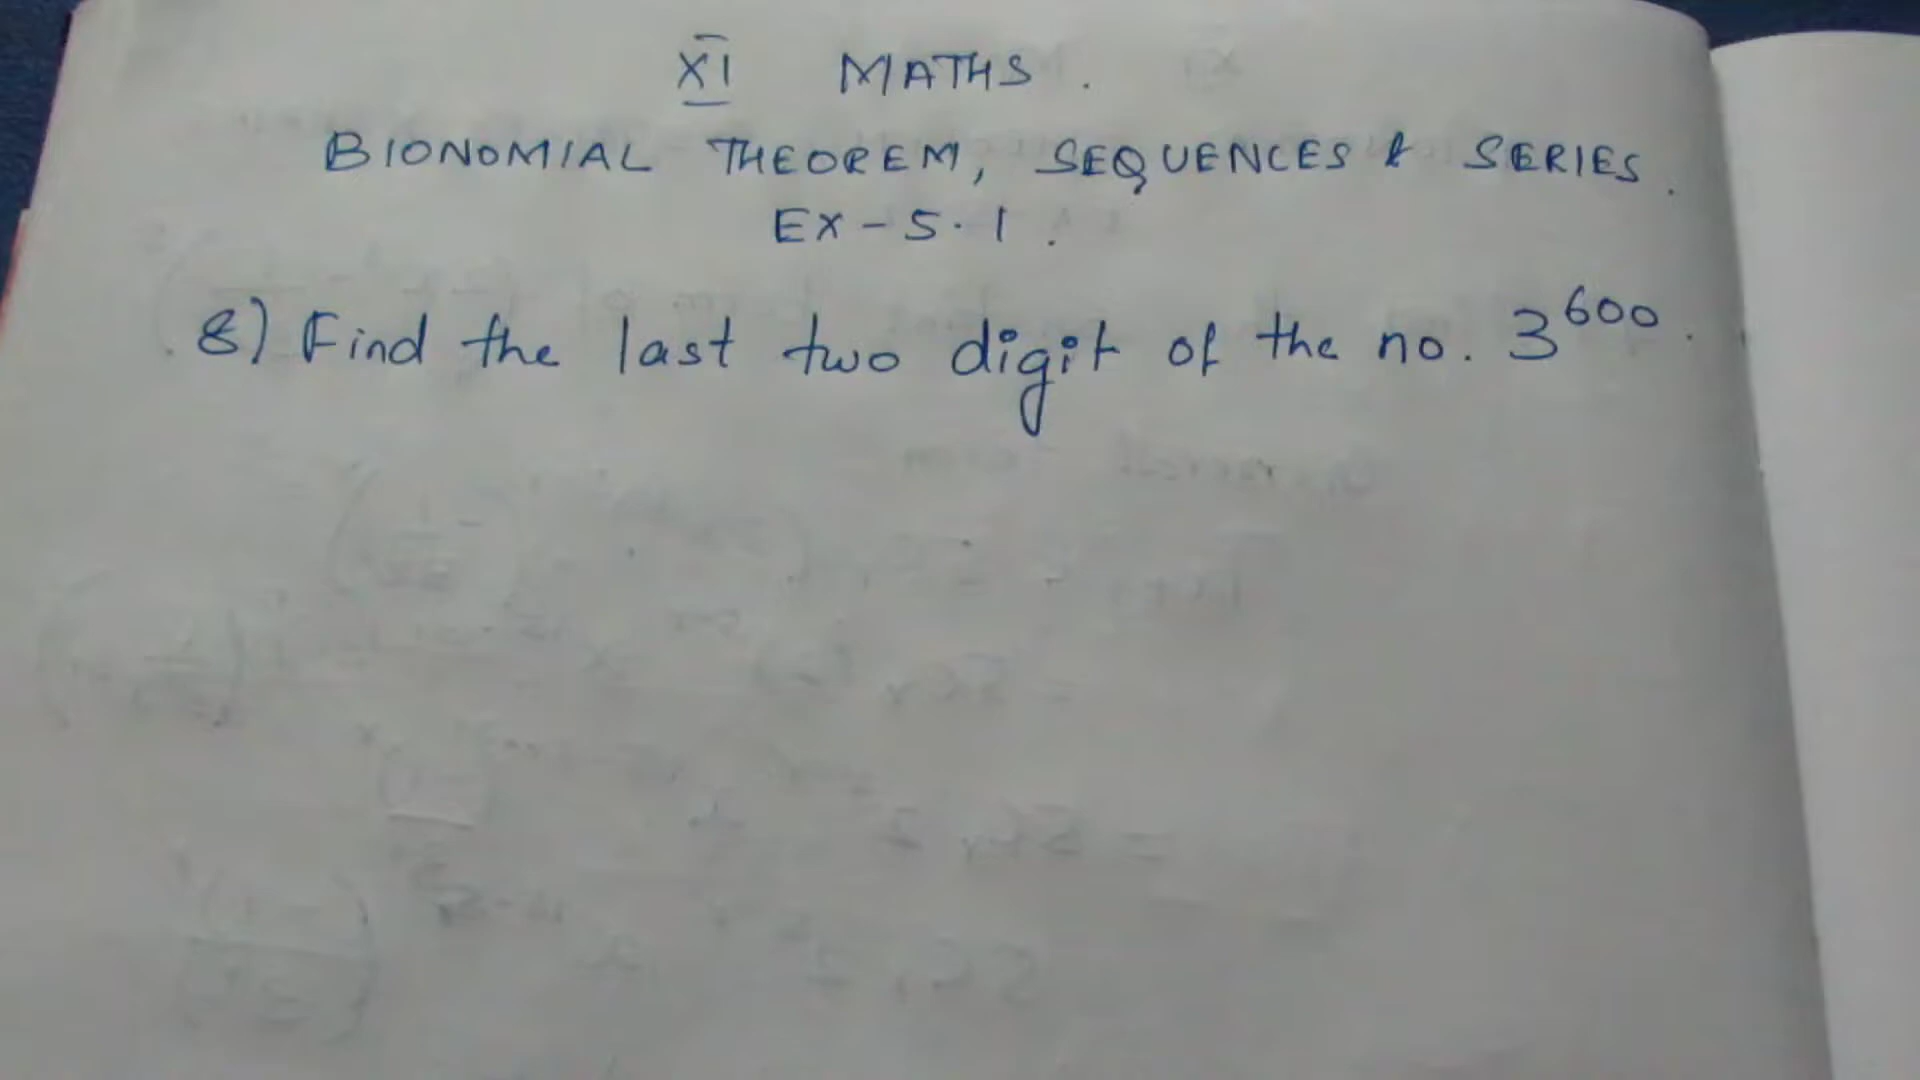 XI MATHS.
BIONOMIAL THEOREM, SEQUENCES & SERIES.
EX-5.1.
8) Find the last two digit of the no. 3^600.